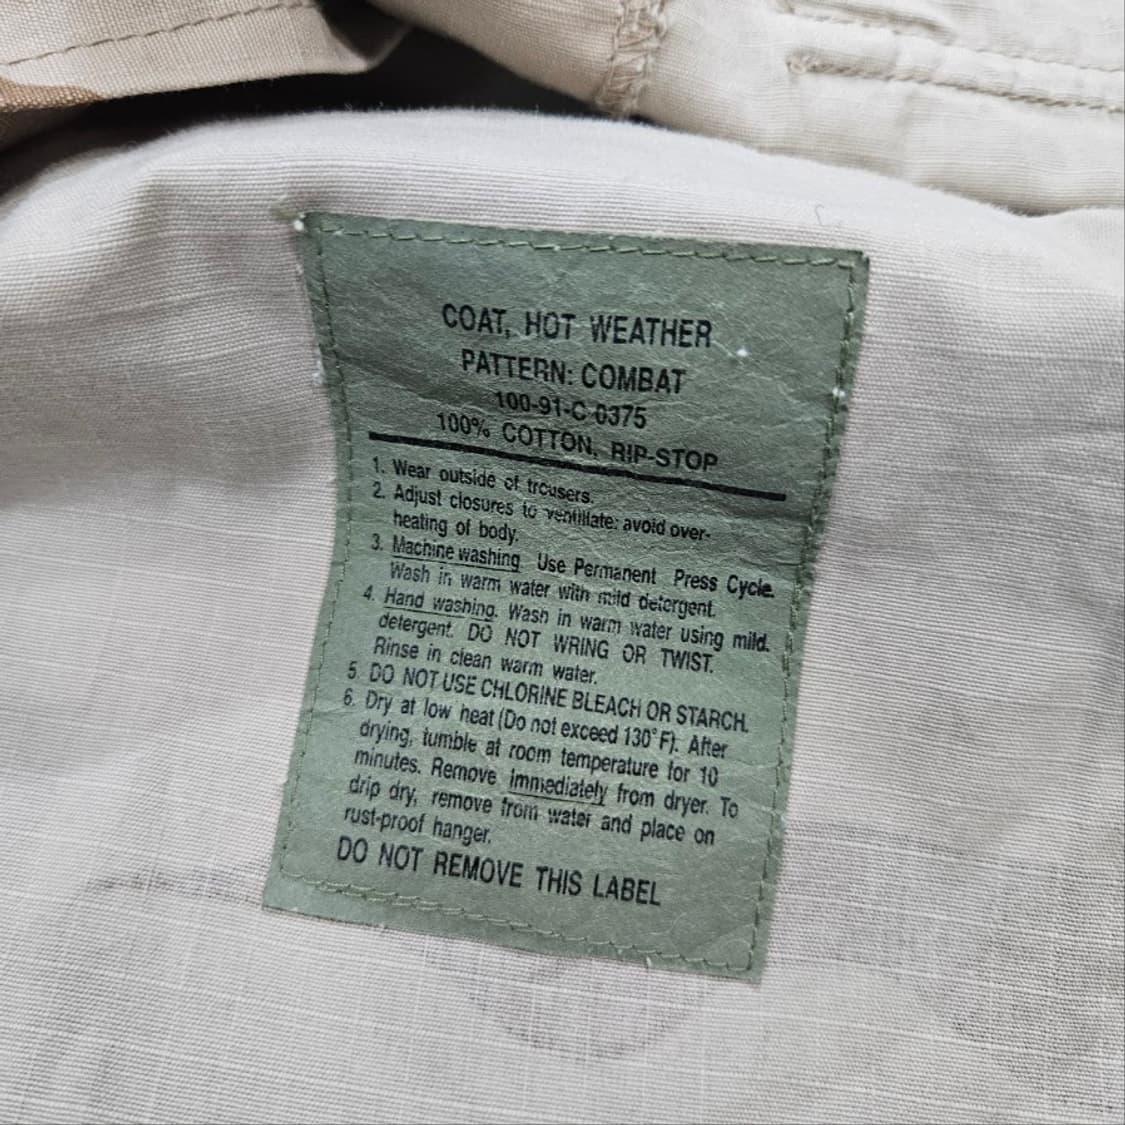 COAT, HOT WEATHER
PATTERN: COMBAT
100-91-C-0375
100% COTTON, RIP-STOP
1. Wear outside of trousers.
2. Adjust closures to ventillate: avoid over-
heating of body.
3. Machine washing. Use Permanent Press Cycle.
Wash in warm water with mild detergent.
4. Hand washing. Wash in warm water using mild.
detergent. DO NOT WRING OR TWIST.
Rinse in clean warm water.
5. DO NOT USE CHLORINE BLEACH OR STARCH.
6. Dry at low heat (Do not exceed 130°F). After
drying, tumble at room temperature for 10
minutes. Remove immediately from dryer. To
drip dry, remove from water and place on
rust-proof hanger.
DO NOT REMOVE THIS LABEL